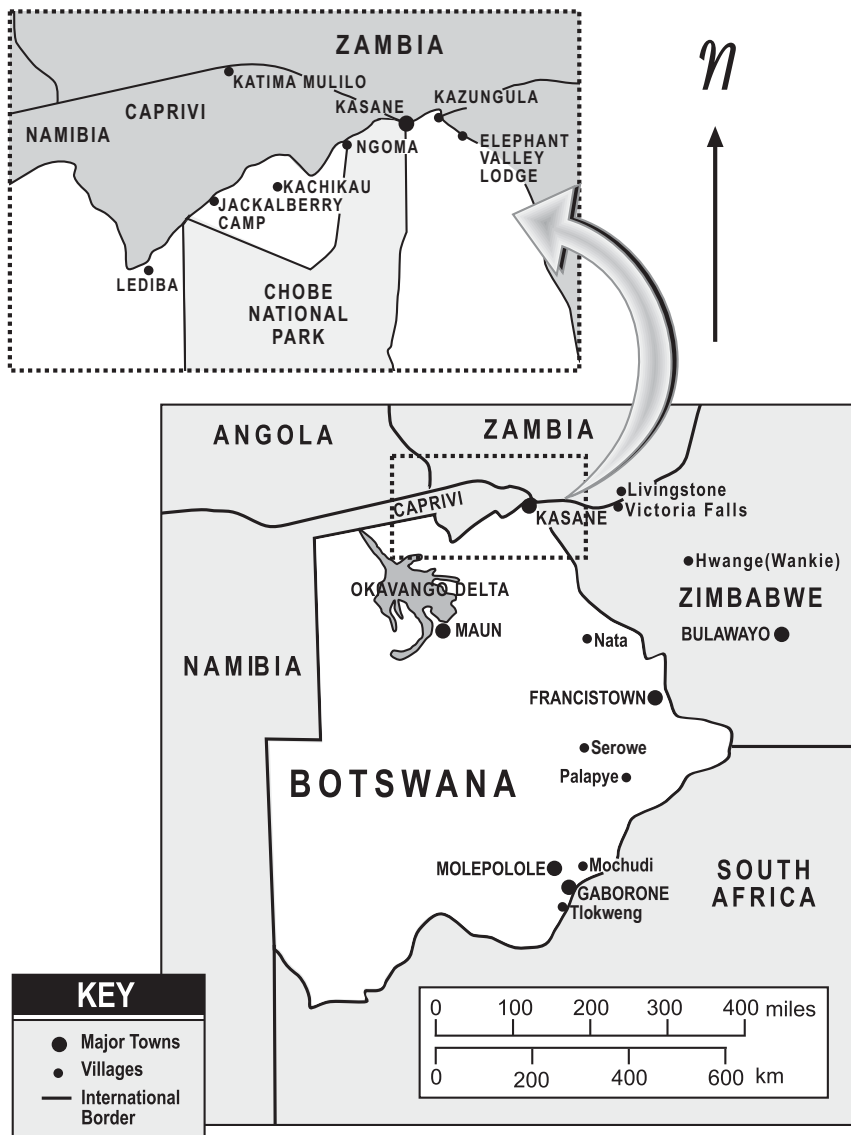 ZAMBIA
N
KATIMA MULILO
CAPRIVI
KASANE
KAZUNGULA
NAMIBIA
NGOMA
ELEPHANT
VALLEY
LODGE
KACHIKAU
JACKALBERRY
CAMP
LEDIBA
CHOBE
NATIONAL
PARK
ANGOLA
ZAMBIA
CAPRIVI
Livingstone
Victoria Falls
KASANE
Hwange(Wankie)
OKAVANGO DELTA
ZIMBABWE
MAUN
BULAWAYO
Nata
NAMIBIA
FRANCISTOWN
Serowe
BOTSWANA
Palapye
MOLEPOLOLE
Mochudi
SOUTH
AFRICA
GABORONE
Tlokweng
KEY
Major Towns
Villages
International
Border
0 100 200 300 400 miles
0 200 400 600 km